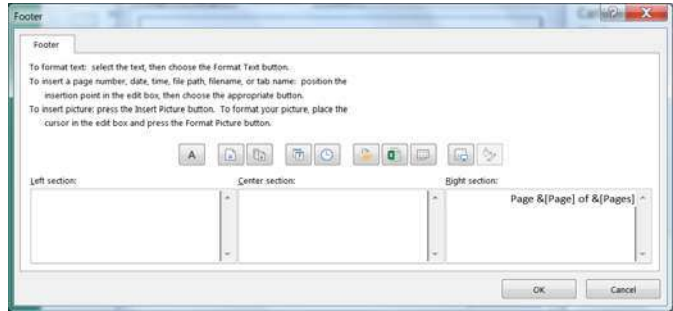 Footer
Footer
To format text: select the text, then choose the Format Text button.
To insert a page number, date, time, file path, filename, or tab name: position the
insertion point in the edit box, then choose the appropriate button.
To insert picture: press the Insert Picture button. To format your picture, place the
cursor in the edit box and press the Format Picture button.
A
Left section:
Center section:
Right section:
Page &[Page] of &[Pages]
OK
Cancel